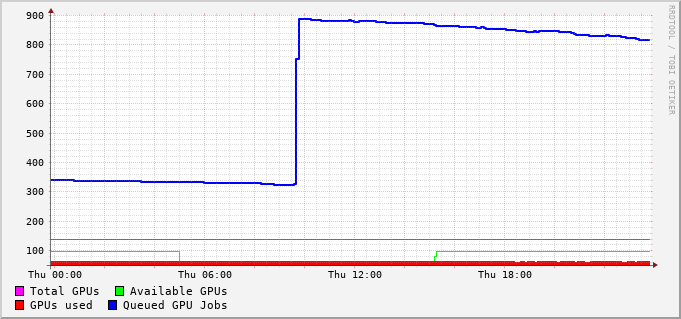 900
800
700
600
500
400
300
200
100
Thu 00:00 Thu 06:00 Thu 12:00 Thu 18:00
Total GPUs Available GPUs
GPUs used Queued GPU Jobs
RRDTOOL / TOBI OETIKER